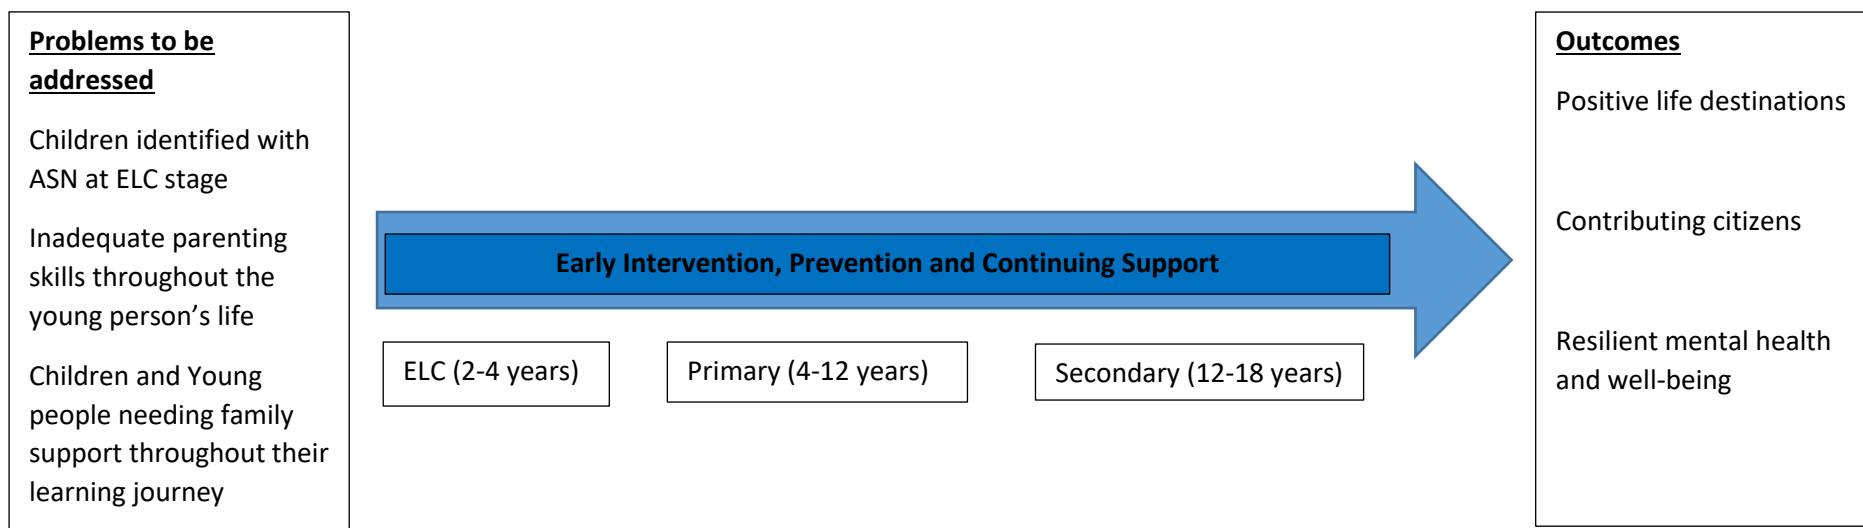 Problems to be
addressed
Children identified with
ASN at ELC stage
Inadequate parenting
skills throughout the
young person’s life
Children and Young
people needing family
support throughout their
learning journey
Early Intervention, Prevention and Continuing Support
ELC (2-4 years)
Primary (4-12 years)
Secondary (12-18 years)
Outcomes
Positive life destinations
Contributing citizens
Resilient mental health
and well-being